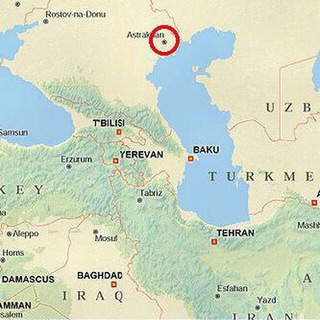 Rostov-na-Donu
Astrakhan
UZB
T'BILISI
Samsun
Erzurum
YEREVAN
BAKU
KEY
TURKME
A
Tabriz
Aleppo
Mosul
TEHRAN
Mashh
Homs
DAMASCUS
BAGHDAD
Esfahan
Yazd
IRAQ
AMMAN
usalem